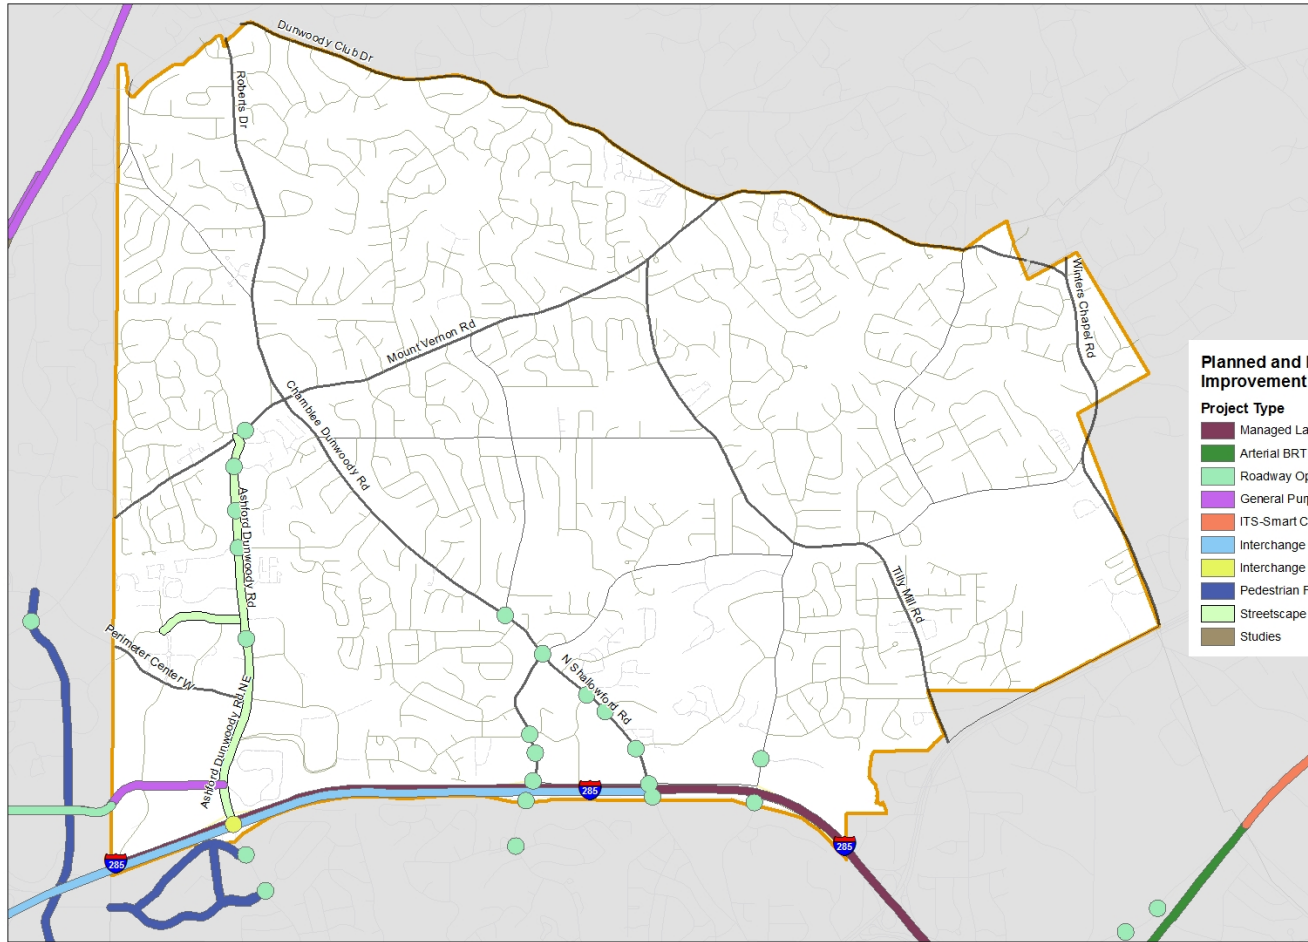 Dunwoody Club Dr
Roberts Dr
Winters Chapel Rd
Mount Vernon Rd
Chamblee Dunwoody Rd
Ashford Dunwoody Rd
Tilly Mill Rd
Perimeter Center W
N Shallowford Rd
Ashford Dunwoody Rd NE
285
285
285
Planned and
Improvement
Project Type
Managed La
Arterial BRT
Roadway Op
General Pur
ITS-Smart C
Interchange
Interchange
Pedestrian F
Streetscape
Studies